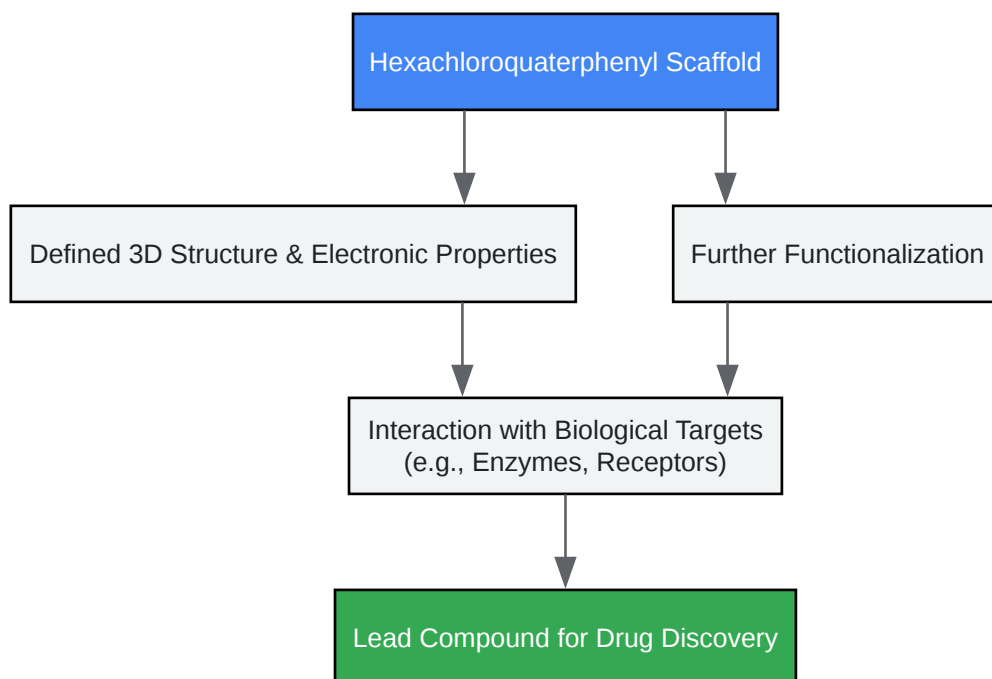 Hexachloroquaterphenyl Scaffold
Defined 3D Structure & Electronic Properties
Further Functionalization
Interaction with Biological Targets
(e.g., Enzymes, Receptors)
Lead Compound for Drug Discovery